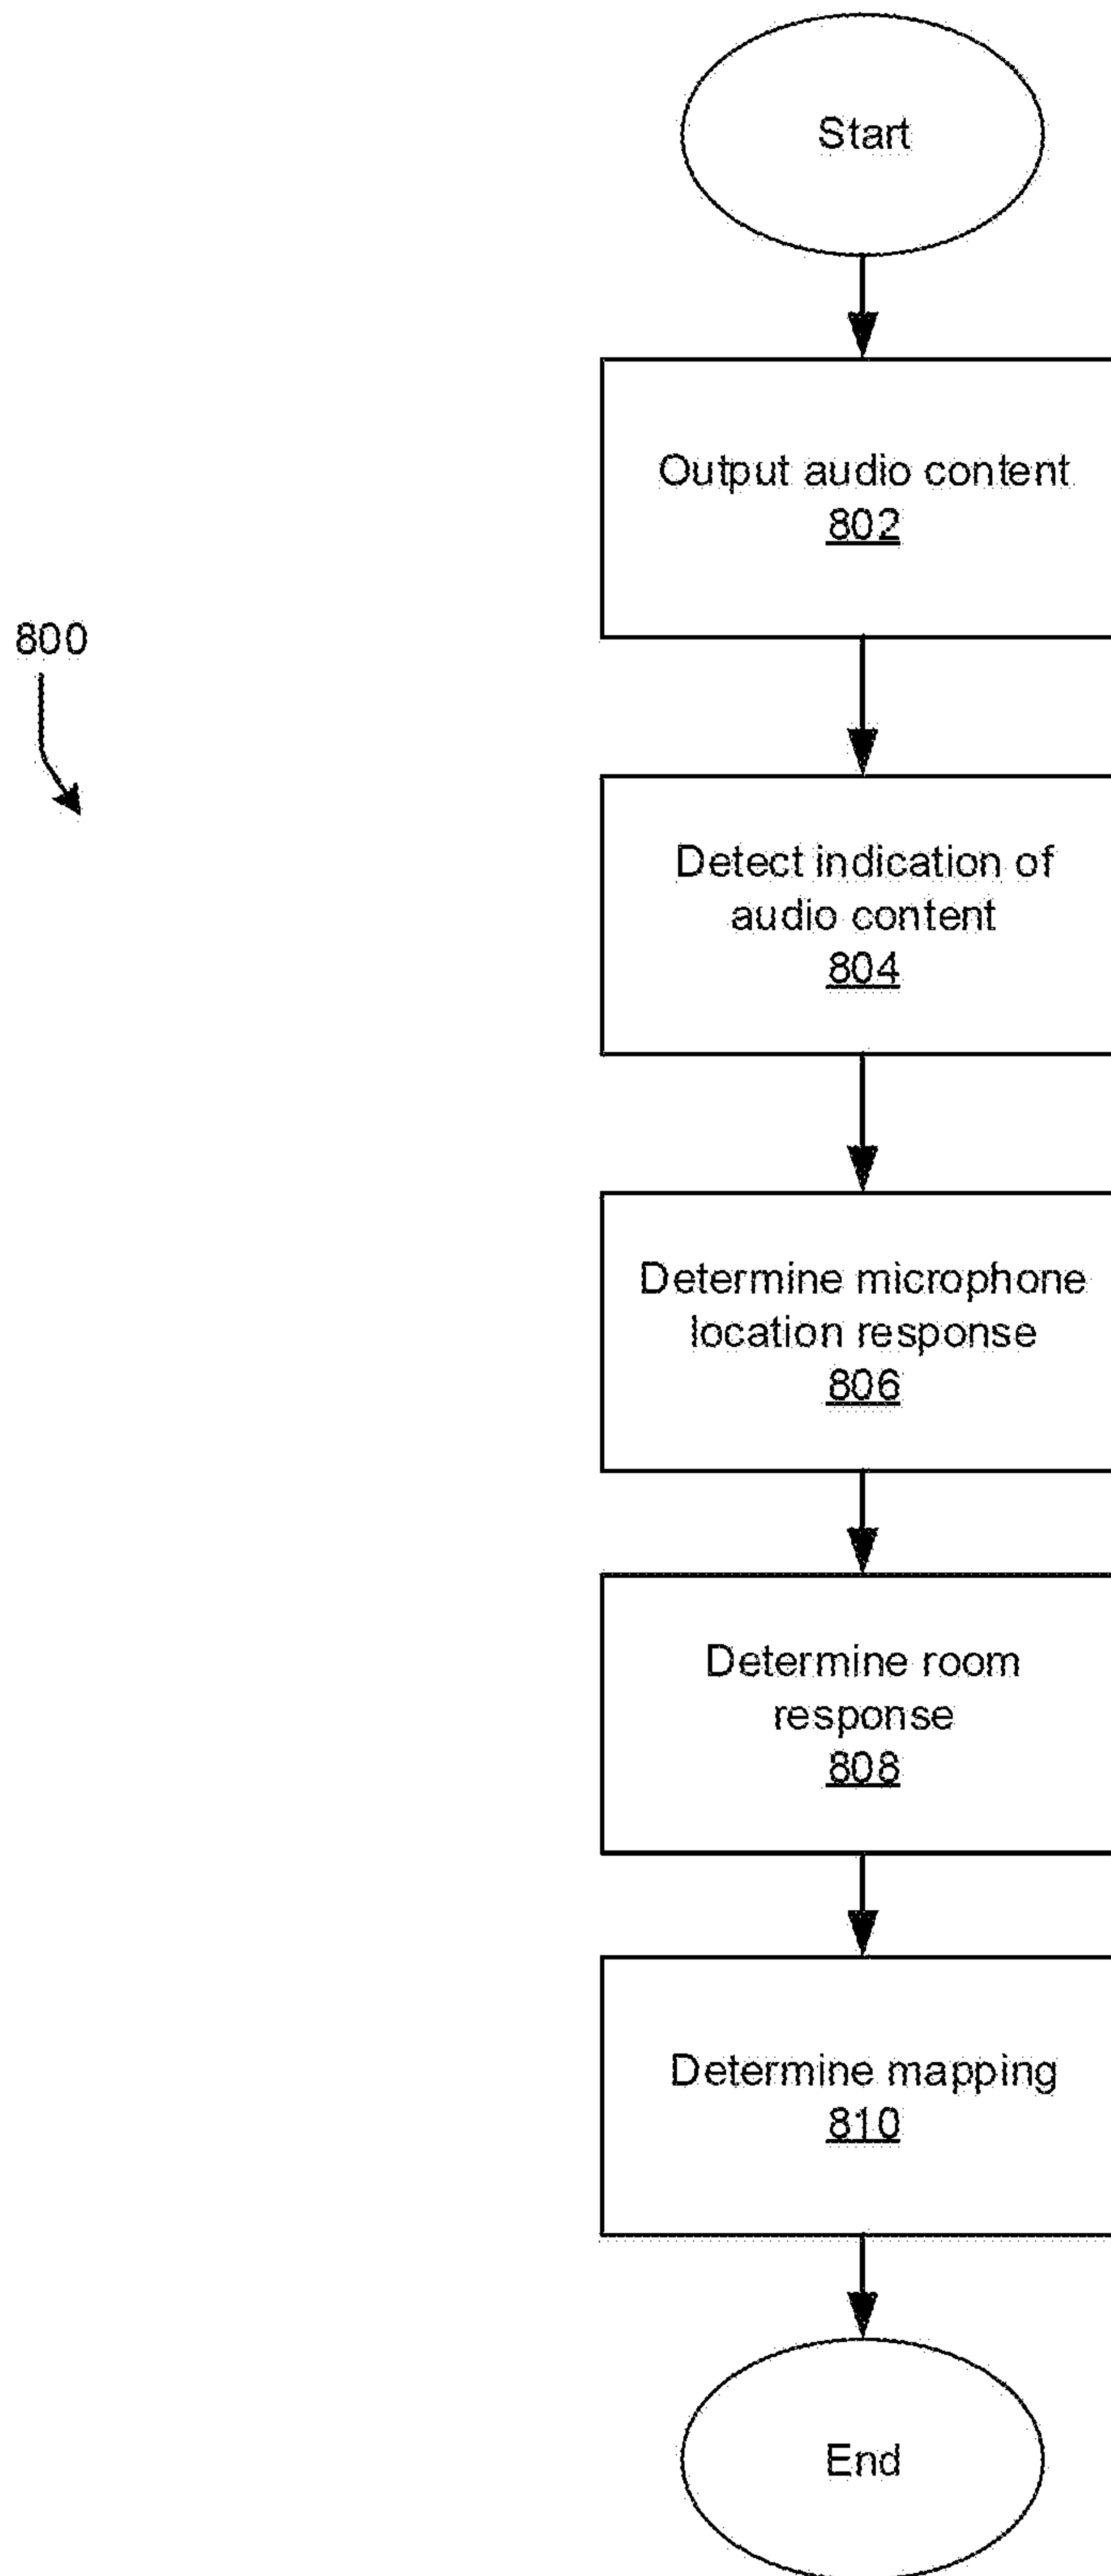 Start
Output audio content
802
800
Detect indication of
audio content
804
Determine microphone
location response
806
Determine room
response
808
Determine mapping
810
End